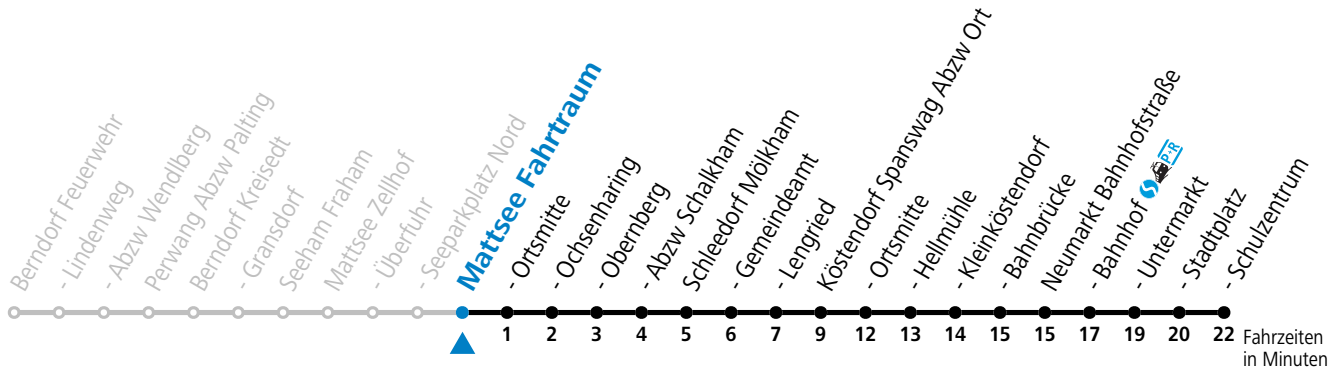 Berndorf Feuerwehr
- Lindenweg
- Abzw Wendlberg
Perwang Abzw Palting
Berndorf Kreisedt
- Gransdorf
Seeham Fraham
Mattsee Zellhof
- Überfuhr
- Seeparkplatz Nord
Mattsee Fahrtraum
- Ortsmitte
- Ochsenharing
- Obernberg
- Abzw Schalkham
Schleedorf Mölkham
- Gemeindeamt
- Lengried
Köstendorf Spanswag Abzw Ort
- Ortsmitte
- Hellmühle
- Kleinköstendorf
- Bahnbrücke
Neumarkt Bahnhofstraße
- Bahnhof P+R
- Untermarkt
- Stadtplatz
- Schulzentrum
1 2 3 4 5 6 7 9 12 13 14 15 15 17 19 20 22 Fahrzeiten
in Minuten